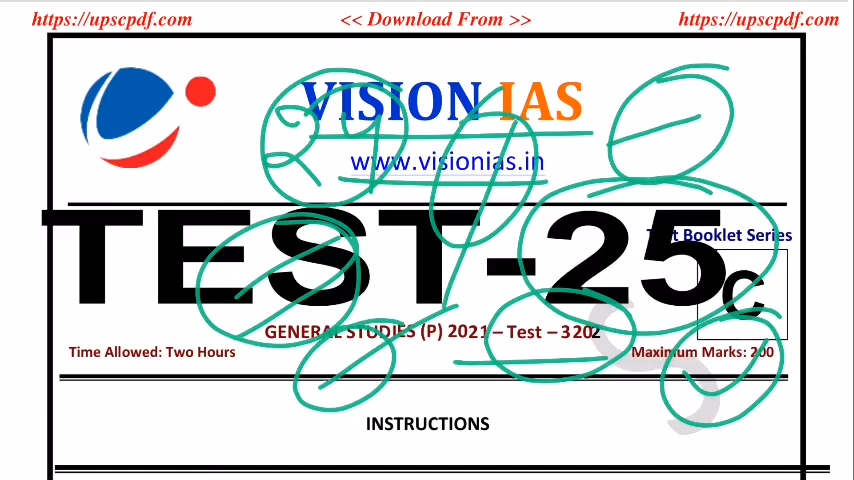 https://upscpdf.com << Download From >> https://upscpdf.com
VISION IAS
www.visionias.in
TEST-25
Test Booklet Series
C
GENERAL STUDIES (P) 2021 – Test – 3202
Time Allowed: Two Hours Maximum Marks: 200
INSTRUCTIONS